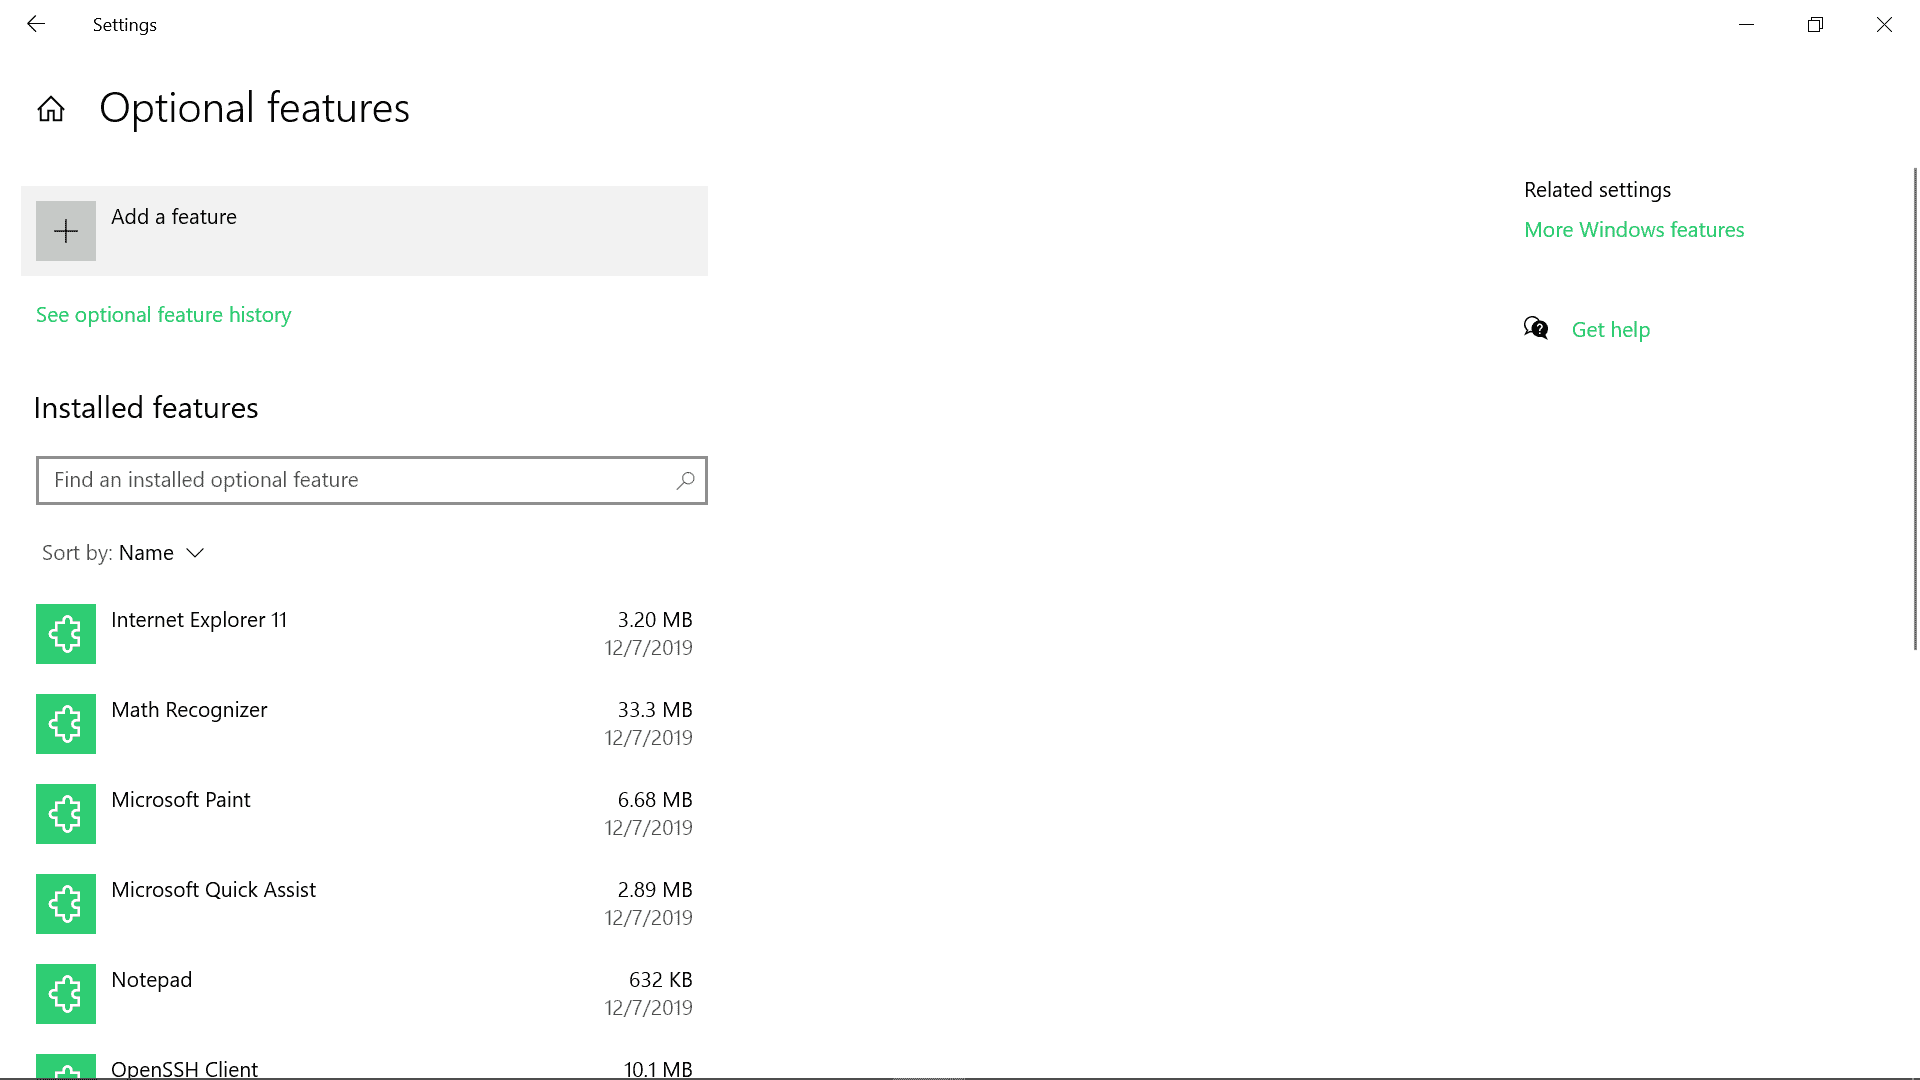 Settings
Optional features
Add a feature
See optional feature history
Installed features
Find an installed optional feature
Sort by: Name
Internet Explorer 11
3.20 MB
12/7/2019
Math Recognizer
33.3 MB
12/7/2019
Microsoft Paint
6.68 MB
12/7/2019
Microsoft Quick Assist
2.89 MB
12/7/2019
Notepad
632 KB
12/7/2019
OpenSSH Client
10.1 MB
Related settings
More Windows features
Get help